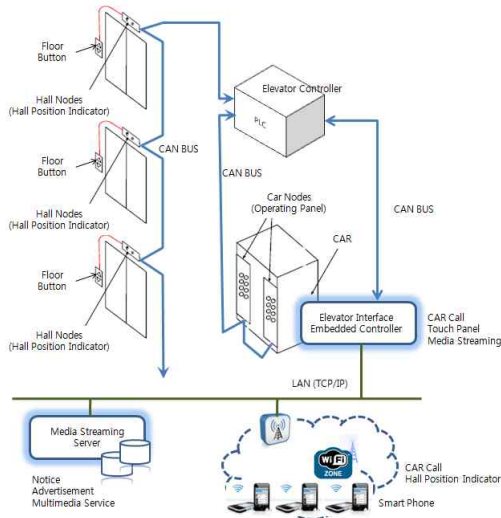 Floor
Button
Hall Nodes
(Hall Position Indicator)
Elevator Controller
PLC
Floor
Button
CAN BUS
Hall Nodes
(Hall Position Indicator)
CAN BUS
Car Nodes
(Operating Panel)
CAN BUS
CAR
Floor
Button
Hall Nodes
(Hall Position Indicator)
Elevator Interface
Embedded Controller
CAR Call
Touch Panel
Media Streaming
LAN (TCP/IP)
Media Streaming
Server
Notice
Advertisement
Multimedia Service
WiFi
ZONE
CAR Call
Hall Position Indicator
Smart Phone